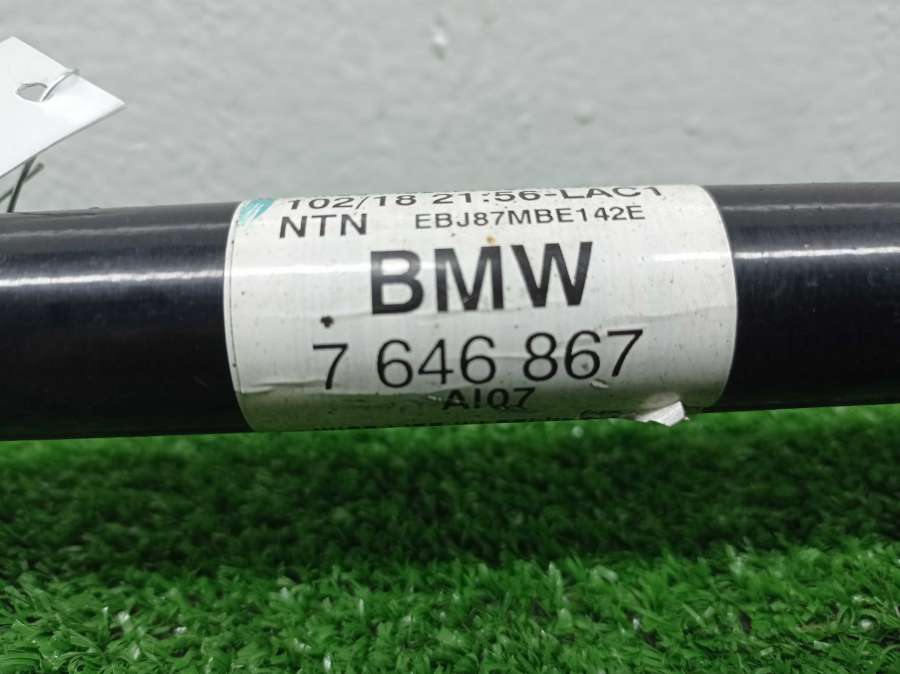 102/18 21:56-LAC1
NTN EBJ87MBE142E
BMW
7 646 867
AI07